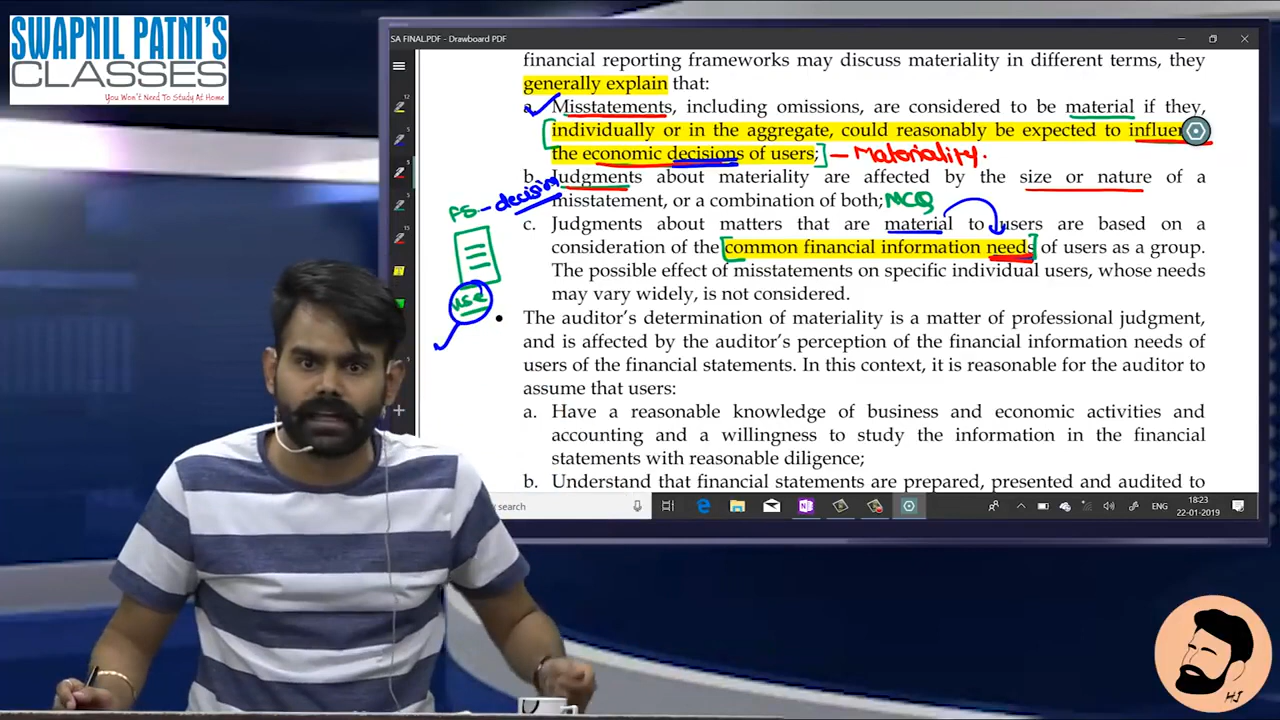 SWAPNIL PATNI'S
CLASSES
You Won't Need To Study At Home
SA FINAL.PDF - Drawboard PDF
financial reporting frameworks may discuss materiality in different terms, they
generally explain that:
a. Misstatements, including omissions, are considered to be material if they,
individually or in the aggregate, could reasonably be expected to
the economic decisions of users; – Materiality.
b. Judgments about materiality are affected by the size or nature of a
FS – decision
misstatement, or a combination of both; MCQ
c. Judgments about matters that are material to users are based on a
consideration of the common financial information needs of users as a group.
The possible effect of misstatements on specific individual users, whose needs
may vary widely, is not considered.
use
• The auditor's determination of materiality is a matter of professional judgment,
and is affected by the auditor's perception of the financial information needs of
users of the financial statements. In this context, it is reasonable for the auditor to
assume that users:
a. Have a reasonable knowledge of business and economic activities and
accounting and a willingness to study the information in the financial
statements with reasonable diligence;
b. Understand that financial statements are prepared, presented and audited to
search
ENG
18:23
22-01-2019
HJ